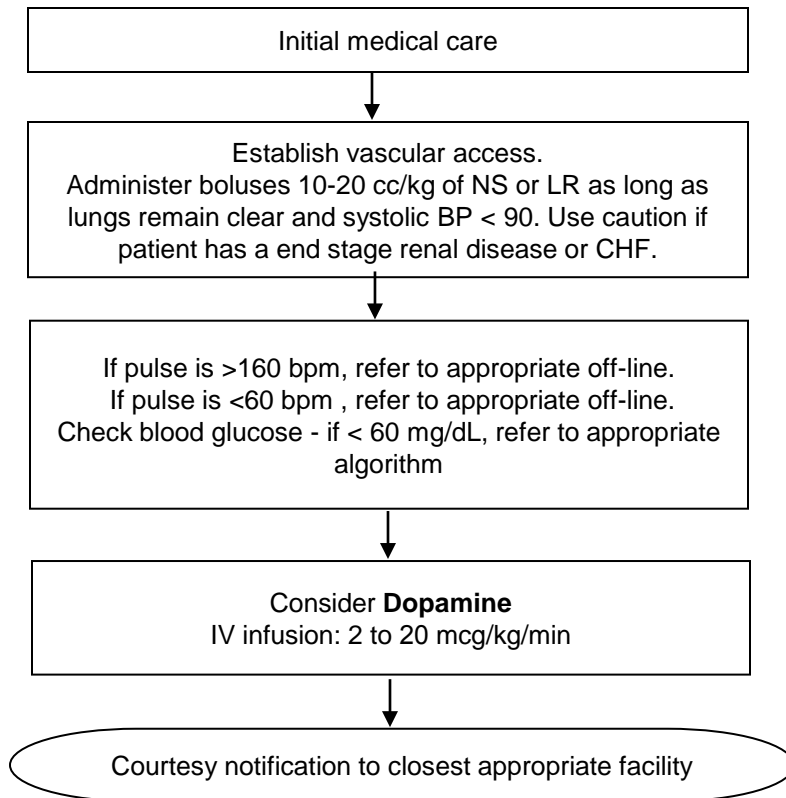 Initial medical care
Establish vascular access.
Administer boluses 10-20 cc/kg of NS or LR as long as
lungs remain clear and systolic BP < 90. Use caution if
patient has a end stage renal disease or CHF.
If pulse is >160 bpm, refer to appropriate off-line.
If pulse is <60 bpm , refer to appropriate off-line.
Check blood glucose - if < 60 mg/dL, refer to appropriate
algorithm
Consider Dopamine
IV infusion: 2 to 20 mcg/kg/min
Courtesy notification to closest appropriate facility